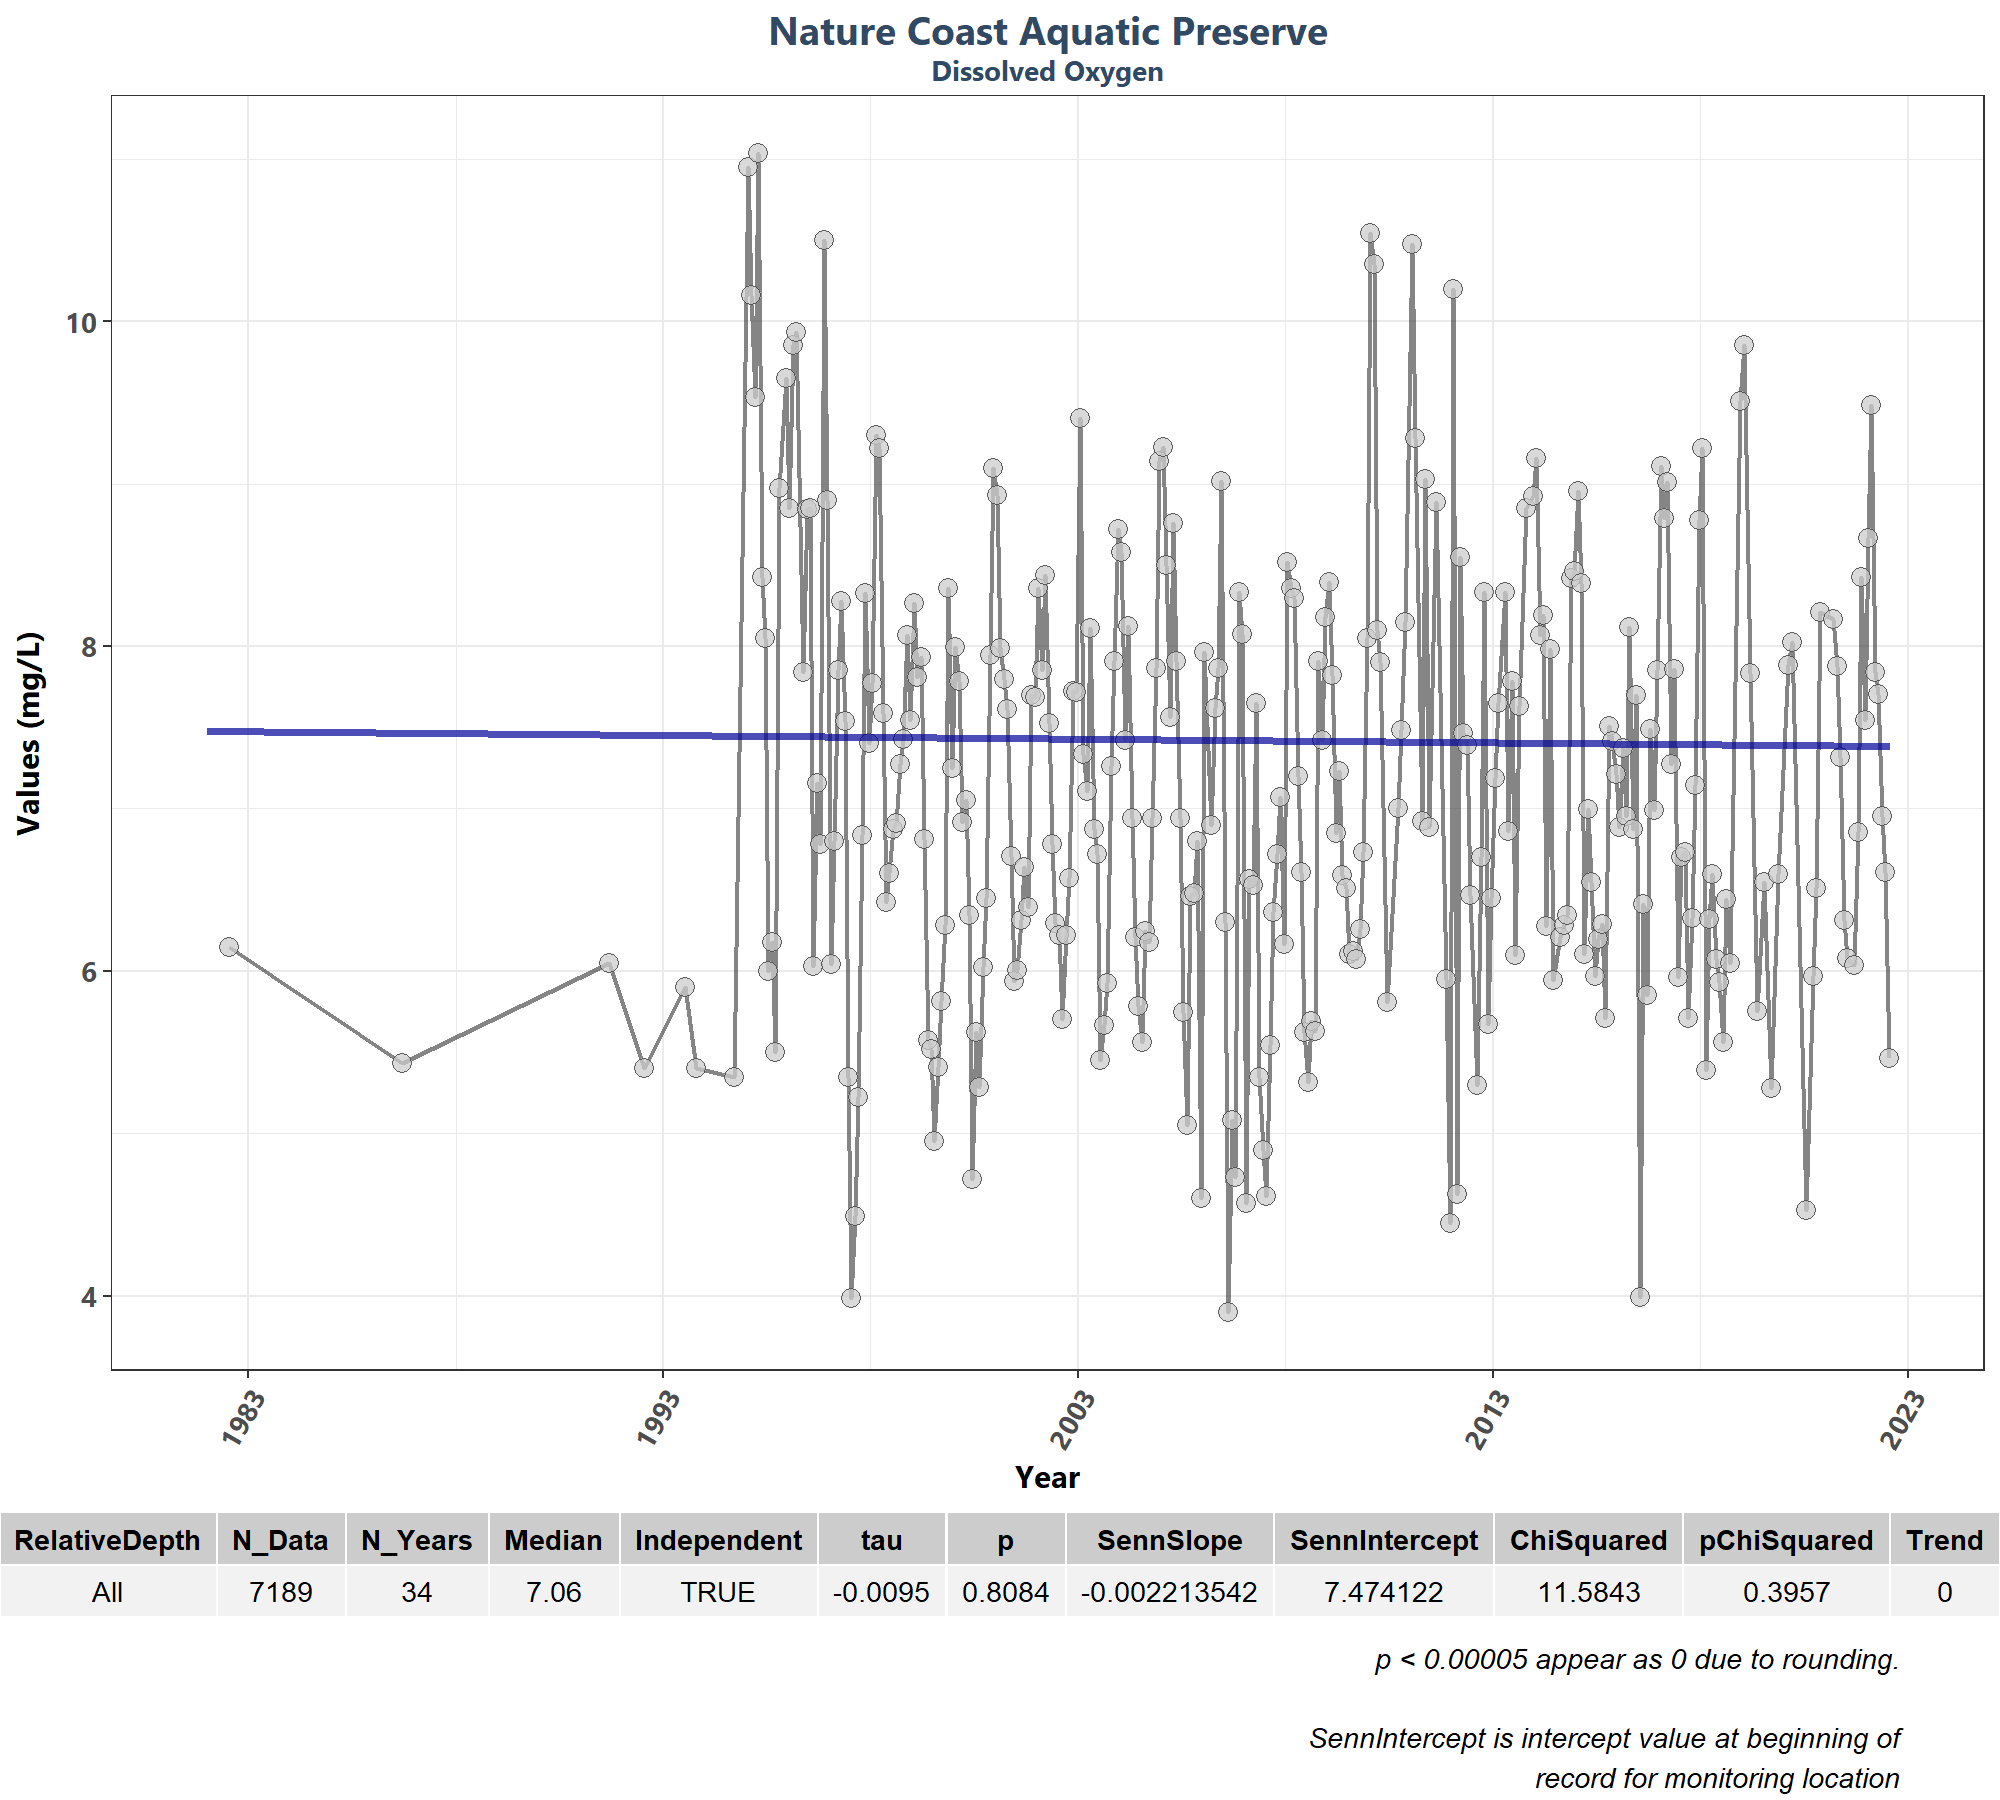 Nature Coast Aquatic Preserve
Dissolved Oxygen
Values (mg/L)
10
8
6
4
1983
1993
2003
2013
2023
Year
RelativeDepth N_Data N_Years Median Independent tau p SennSlope SennIntercept ChiSquared pChiSquared Trend
All 7189 34 7.06 TRUE -0.0095 0.8084 -0.002213542 7.474122 11.5843 0.3957 0
p < 0.00005 appear as 0 due to rounding.
SennIntercept is intercept value at beginning of
record for monitoring location